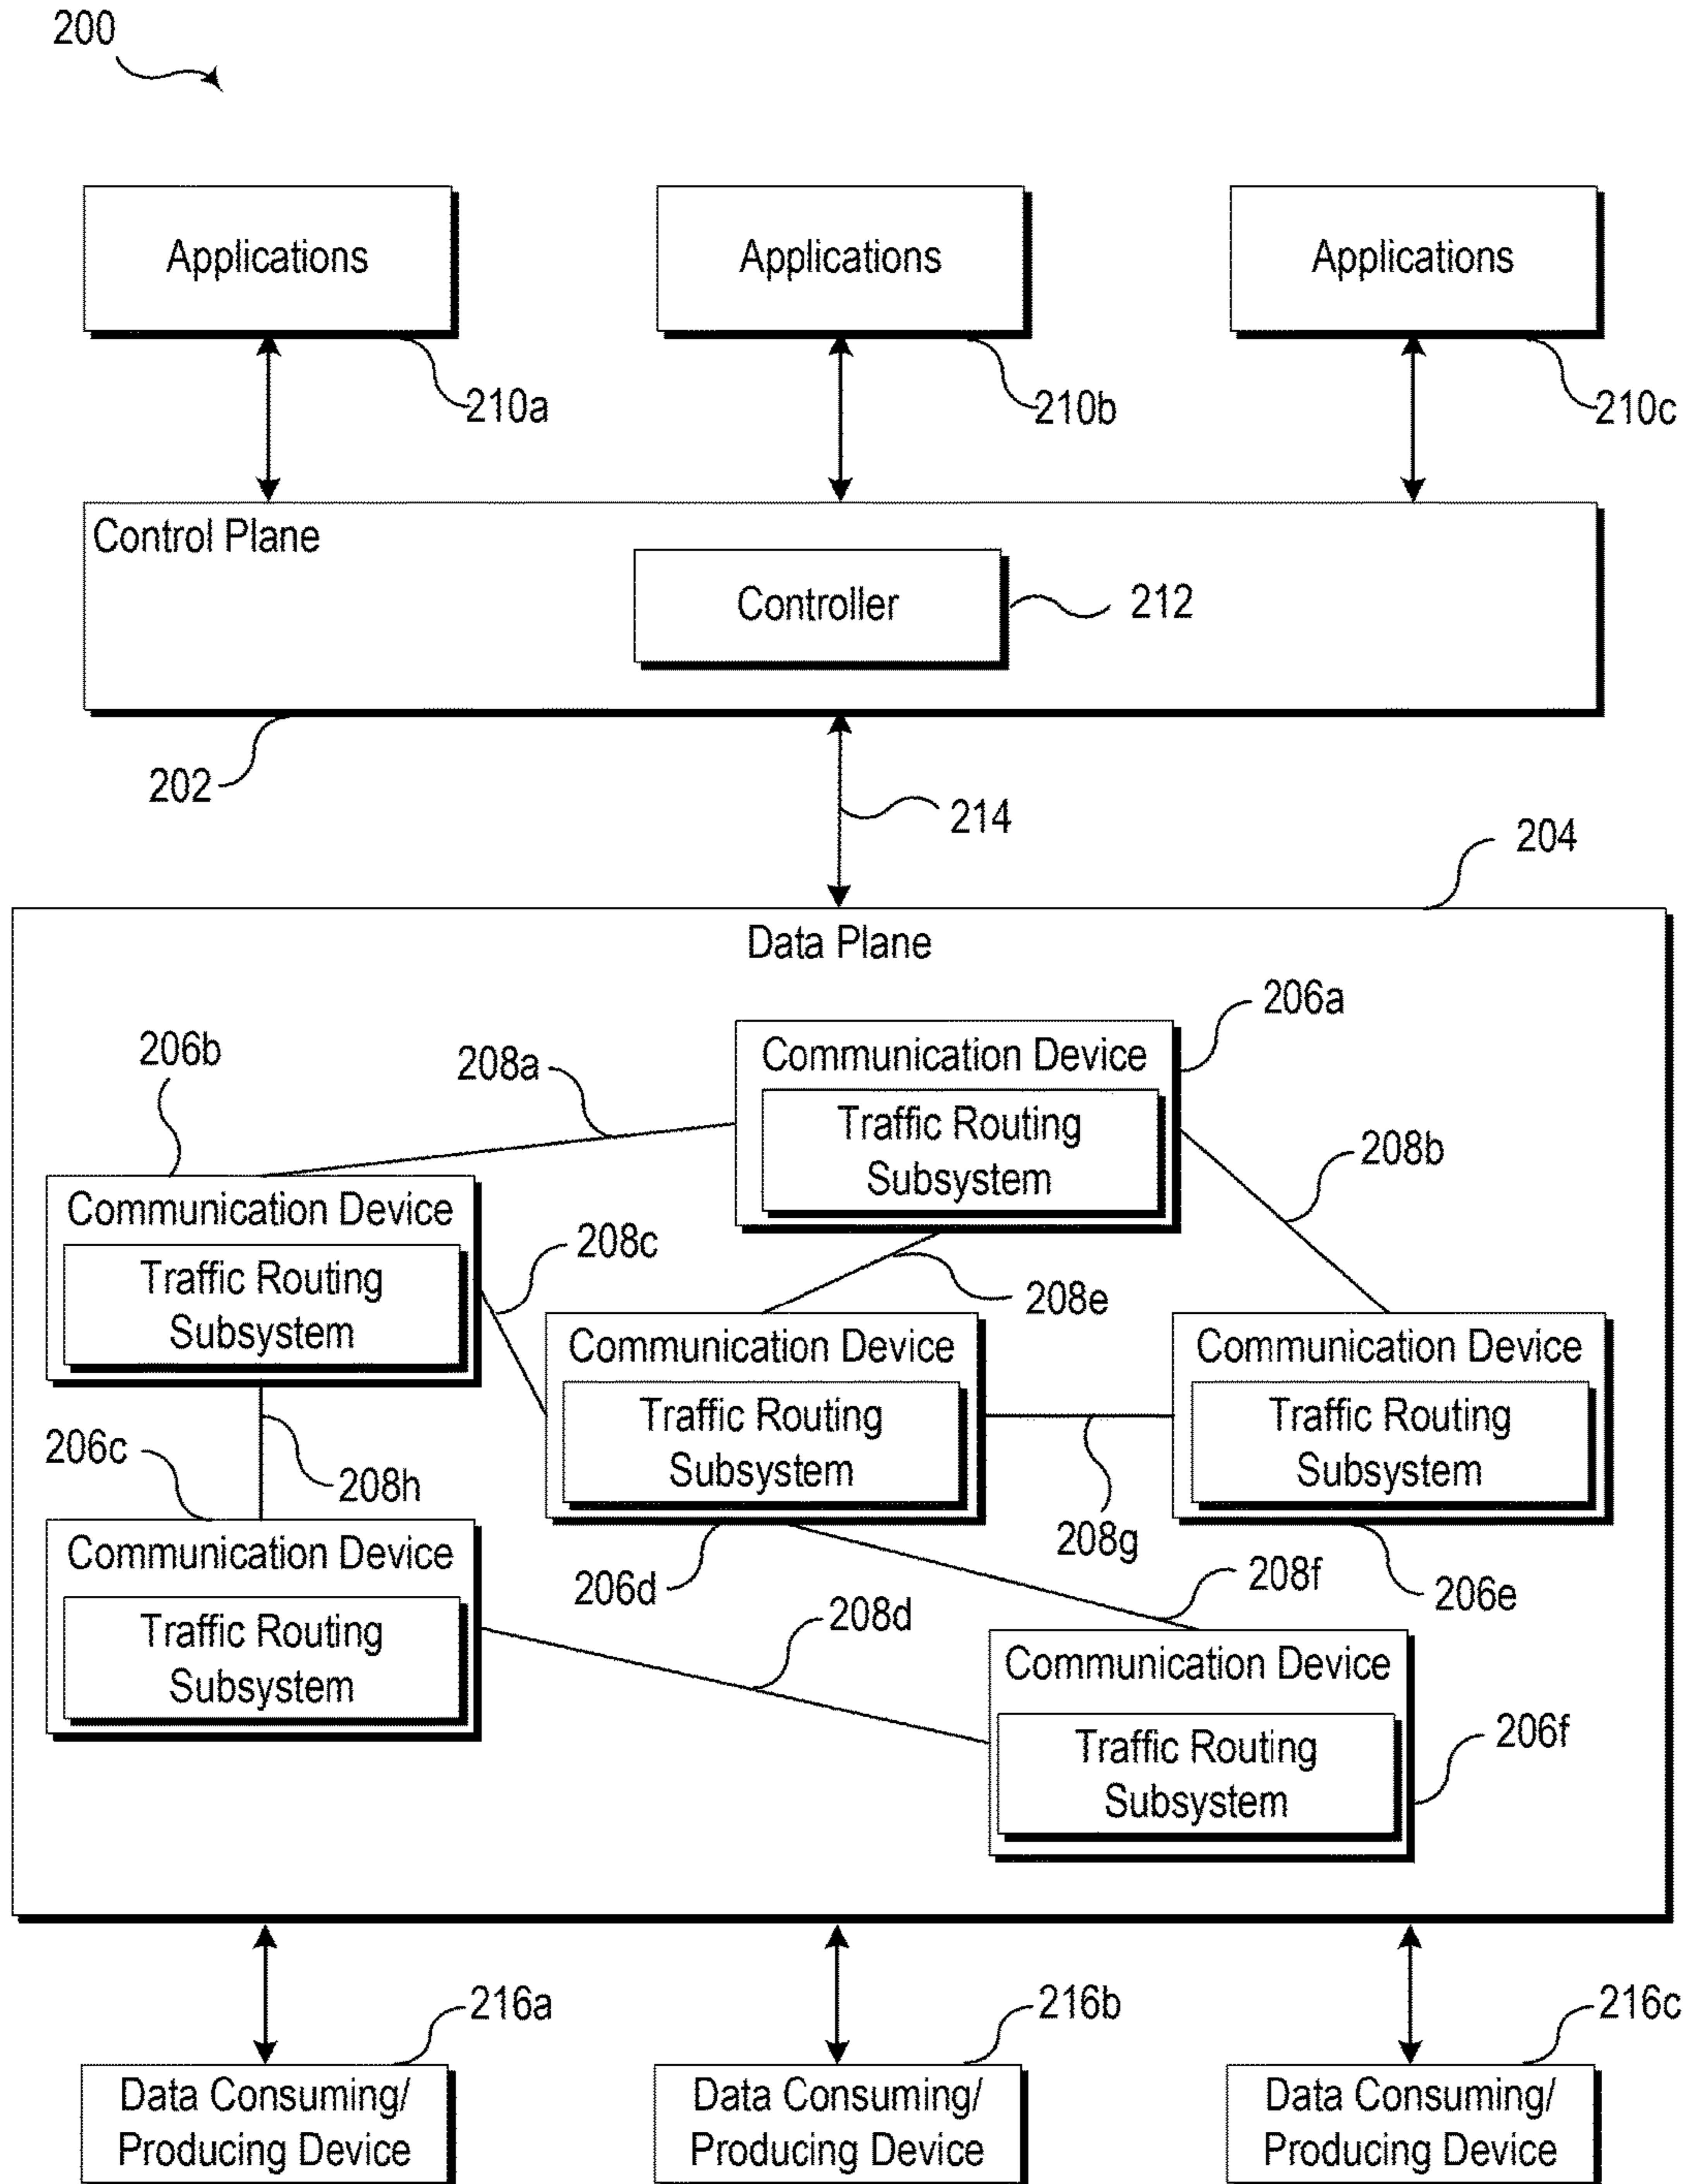 200
Applications
Applications
Applications
210a
210b
210c
Control Plane
Controller
212
202
214
204
Data Plane
206a
206b
208a
Communication Device
Traffic Routing
Subsystem
208b
Communication Device
Traffic Routing
Subsystem
208c
208e
Communication Device
Traffic Routing
Subsystem
Communication Device
Traffic Routing
Subsystem
206c
208h
208g
206d
208f
206e
Communication Device
Traffic Routing
Subsystem
208d
Communication Device
Traffic Routing
Subsystem
206f
216a
216b
216c
Data Consuming/
Producing Device
Data Consuming/
Producing Device
Data Consuming/
Producing Device